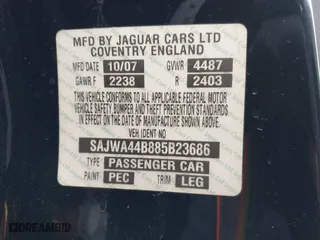 MFD BY JAGUAR CARS LTD
COVENTRY ENGLAND
MFD DATE 10/07 GVWR 4487
GAWR F 2238 R 2403
THIS VEHICLE CONFORMS TO ALL APPLICABLE FEDERAL MOTOR
VEHICLE SAFETY BUMPER AND THEFT PREVENTION
STANDARDS IN EFFECT ON THE DATE
OF MANUFACTURE SHOWN ABOVE
VEH IDENT NO
SAJWA44B885B23686
TYPE PASSENGER CAR
PAINT PEC TRIM LEG
DREAMBID